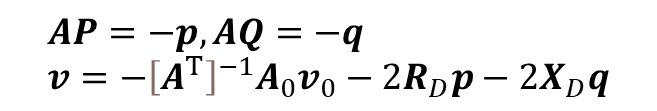 𝑨𝑷 = −𝒑, 𝑨𝑸 = −𝒒
𝒗 = −[𝑨ᵀ]⁻¹𝑨₀𝒗₀ − 2𝑹_D𝒑 − 2𝑿_D𝒒